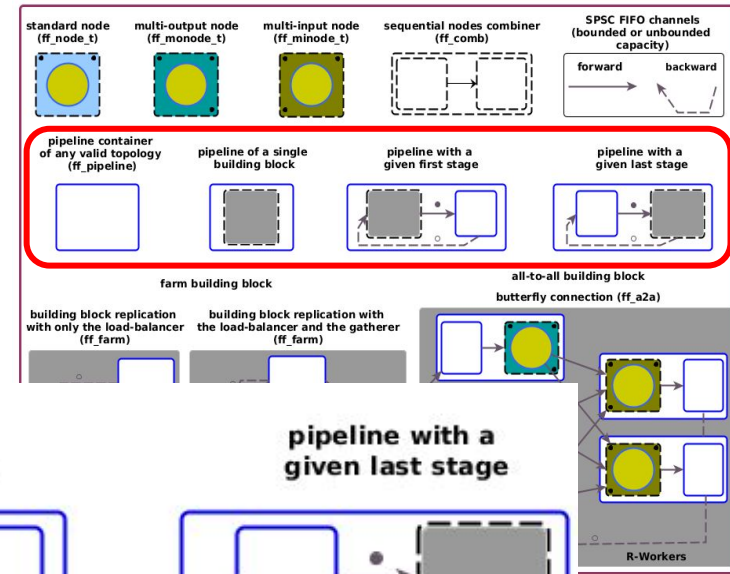 standard node
(ff_node_t)
multi-output node
(ff_monode_t)
multi-input node
(ff_minode_t)
sequential nodes combiner
(ff_comb)
SPSC FIFO channels
(bounded or unbounded
capacity)
forward
backward
pipeline container
of any valid topology
(ff_pipeline)
pipeline of a single
building block
pipeline with a
given first stage
pipeline with a
given last stage
farm building block
all-to-all building block
butterfly connection (ff_a2a)
building block replication
with only the load-balancer
(ff_farm)
building block replication with
the load-balancer and the gatherer
(ff_farm)
pipeline with a
given last stage
R-Workers